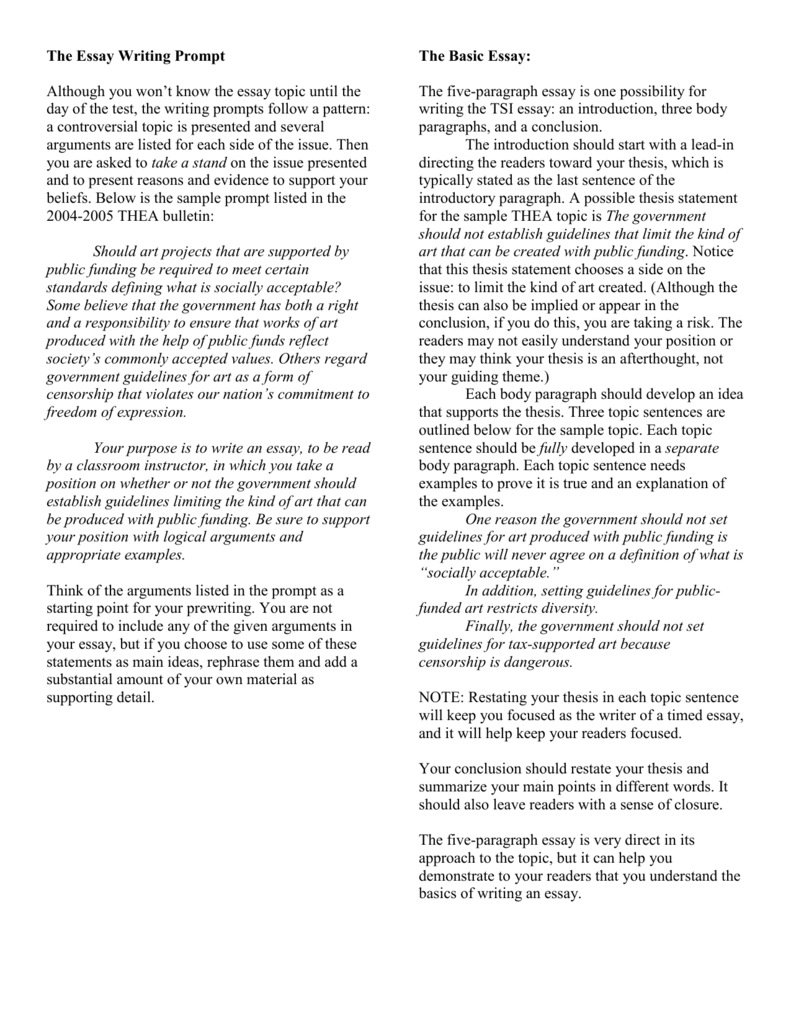 The Essay Writing Prompt
Although you won’t know the essay topic until the
day of the test, the writing prompts follow a pattern:
a controversial topic is presented and several
arguments are listed for each side of the issue. Then
you are asked to take a stand on the issue presented
and to present reasons and evidence to support your
beliefs. Below is the sample prompt listed in the
2004-2005 THEA bulletin:
Should art projects that are supported by
public funding be required to meet certain
standards defining what is socially acceptable?
Some believe that the government has both a right
and a responsibility to ensure that works of art
produced with the help of public funds reflect
society’s commonly accepted values. Others regard
government guidelines for art as a form of
censorship that violates our nation’s commitment to
freedom of expression.
Your purpose is to write an essay, to be read
by a classroom instructor, in which you take a
position on whether or not the government should
establish guidelines limiting the kind of art that can
be produced with public funding. Be sure to support
your position with logical arguments and
appropriate examples.
Think of the arguments listed in the prompt as a
starting point for your prewriting. You are not
required to include any of the given arguments in
your essay, but if you choose to use some of these
statements as main ideas, rephrase them and add a
substantial amount of your own material as
supporting detail.
The Basic Essay:
The five-paragraph essay is one possibility for
writing the TSI essay: an introduction, three body
paragraphs, and a conclusion.
The introduction should start with a lead-in
directing the readers toward your thesis, which is
typically stated as the last sentence of the
introductory paragraph. A possible thesis statement
for the sample THEA topic is The government
should not establish guidelines that limit the kind of
art that can be created with public funding. Notice
that this thesis statement chooses a side on the
issue: to limit the kind of art created. (Although the
thesis can also be implied or appear in the
conclusion, if you do this, you are taking a risk. The
readers may not easily understand your position or
they may think your thesis is an afterthought, not
your guiding theme.)
Each body paragraph should develop an idea
that supports the thesis. Three topic sentences are
outlined below for the sample topic. Each topic
sentence should be fully developed in a separate
body paragraph. Each topic sentence needs
examples to prove it is true and an explanation of
the examples.
One reason the government should not set
guidelines for art produced with public funding is
the public will never agree on a definition of what is
“socially acceptable.”
In addition, setting guidelines for public-
funded art restricts diversity.
Finally, the government should not set
guidelines for tax-supported art because
censorship is dangerous.
NOTE: Restating your thesis in each topic sentence
will keep you focused as the writer of a timed essay,
and it will help keep your readers focused.
Your conclusion should restate your thesis and
summarize your main points in different words. It
should also leave readers with a sense of closure.
The five-paragraph essay is very direct in its
approach to the topic, but it can help you
demonstrate to your readers that you understand the
basics of writing an essay.